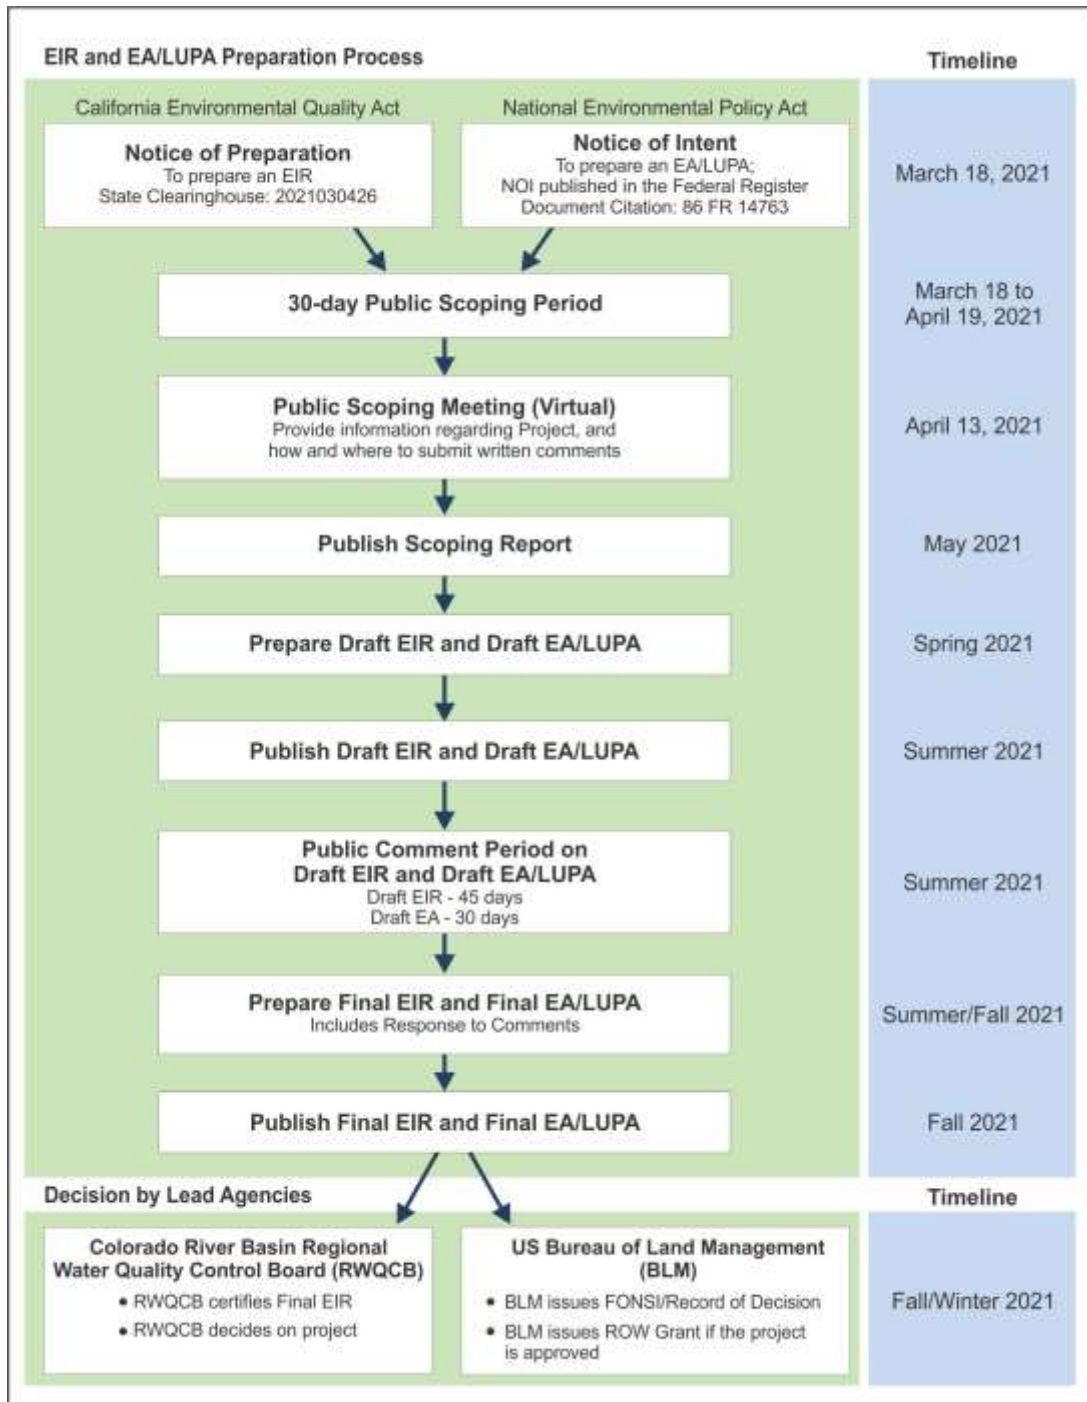 EIR and EA/LUPA Preparation Process
Timeline
California Environmental Quality Act
National Environmental Policy Act
Notice of Preparation
To prepare an EIR
State Clearinghouse: 2021030426
Notice of Intent
To prepare an EA/LUPA;
NOI published in the Federal Register
Document Citation: 86 FR 14763
March 18, 2021
30-day Public Scoping Period
March 18 to
April 19, 2021
Public Scoping Meeting (Virtual)
Provide information regarding Project, and
how and where to submit written comments
April 13, 2021
Publish Scoping Report
May 2021
Prepare Draft EIR and Draft EA/LUPA
Spring 2021
Publish Draft EIR and Draft EA/LUPA
Summer 2021
Public Comment Period on
Draft EIR and Draft EA/LUPA
Draft EIR - 45 days
Draft EA - 30 days
Summer 2021
Prepare Final EIR and Final EA/LUPA
Includes Response to Comments
Summer/Fall 2021
Publish Final EIR and Final EA/LUPA
Fall 2021
Decision by Lead Agencies
Timeline
Colorado River Basin Regional
Water Quality Control Board (RWQCB)
• RWQCB certifies Final EIR
• RWQCB decides on project
US Bureau of Land Management
(BLM)
• BLM issues FONSI/Record of Decision
• BLM issues ROW Grant if the project
is approved
Fall/Winter 2021